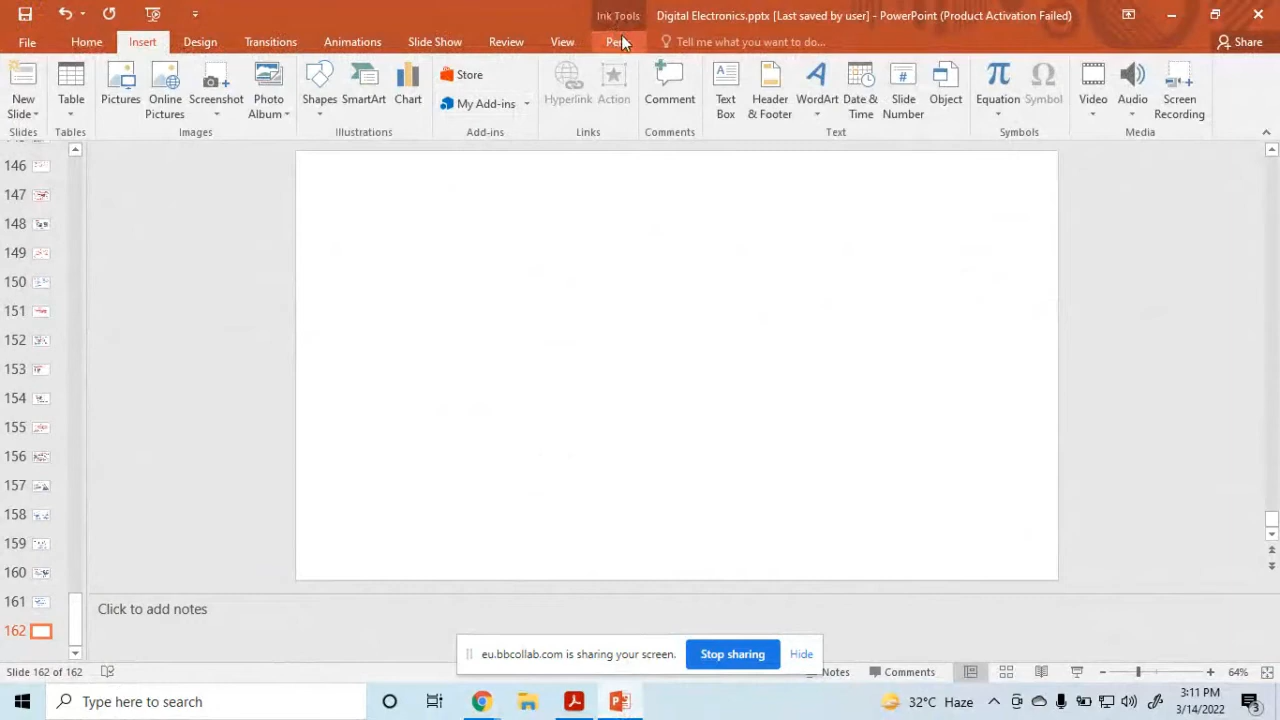 Ink Tools
Digital Electronics.pptx [Last saved by user] - PowerPoint (Product Activation Failed)
File Home Insert Design Transitions Animations Slide Show Review View Tell me what you want to do... Share
New Slide Table Pictures Online Pictures Screenshot Photo Album Shapes SmartArt Chart Store My Add-ins Hyperlink Action Comment Text Box Header & Footer WordArt Date & Time Slide Number Object Equation Symbol Video Audio Screen Recording
Slides Tables Images Illustrations Add-ins Links Comments Text Symbols Media
146
147
148
149
150
151
152
153
154
155
156
157
158
159
160
161
162
Click to add notes
eu.bbcollab.com is sharing your screen. Stop sharing Hide
Slide 162 of 162 Notes Comments 64%
Type here to search 32°C Haze 3:11 PM
3/14/2022 3